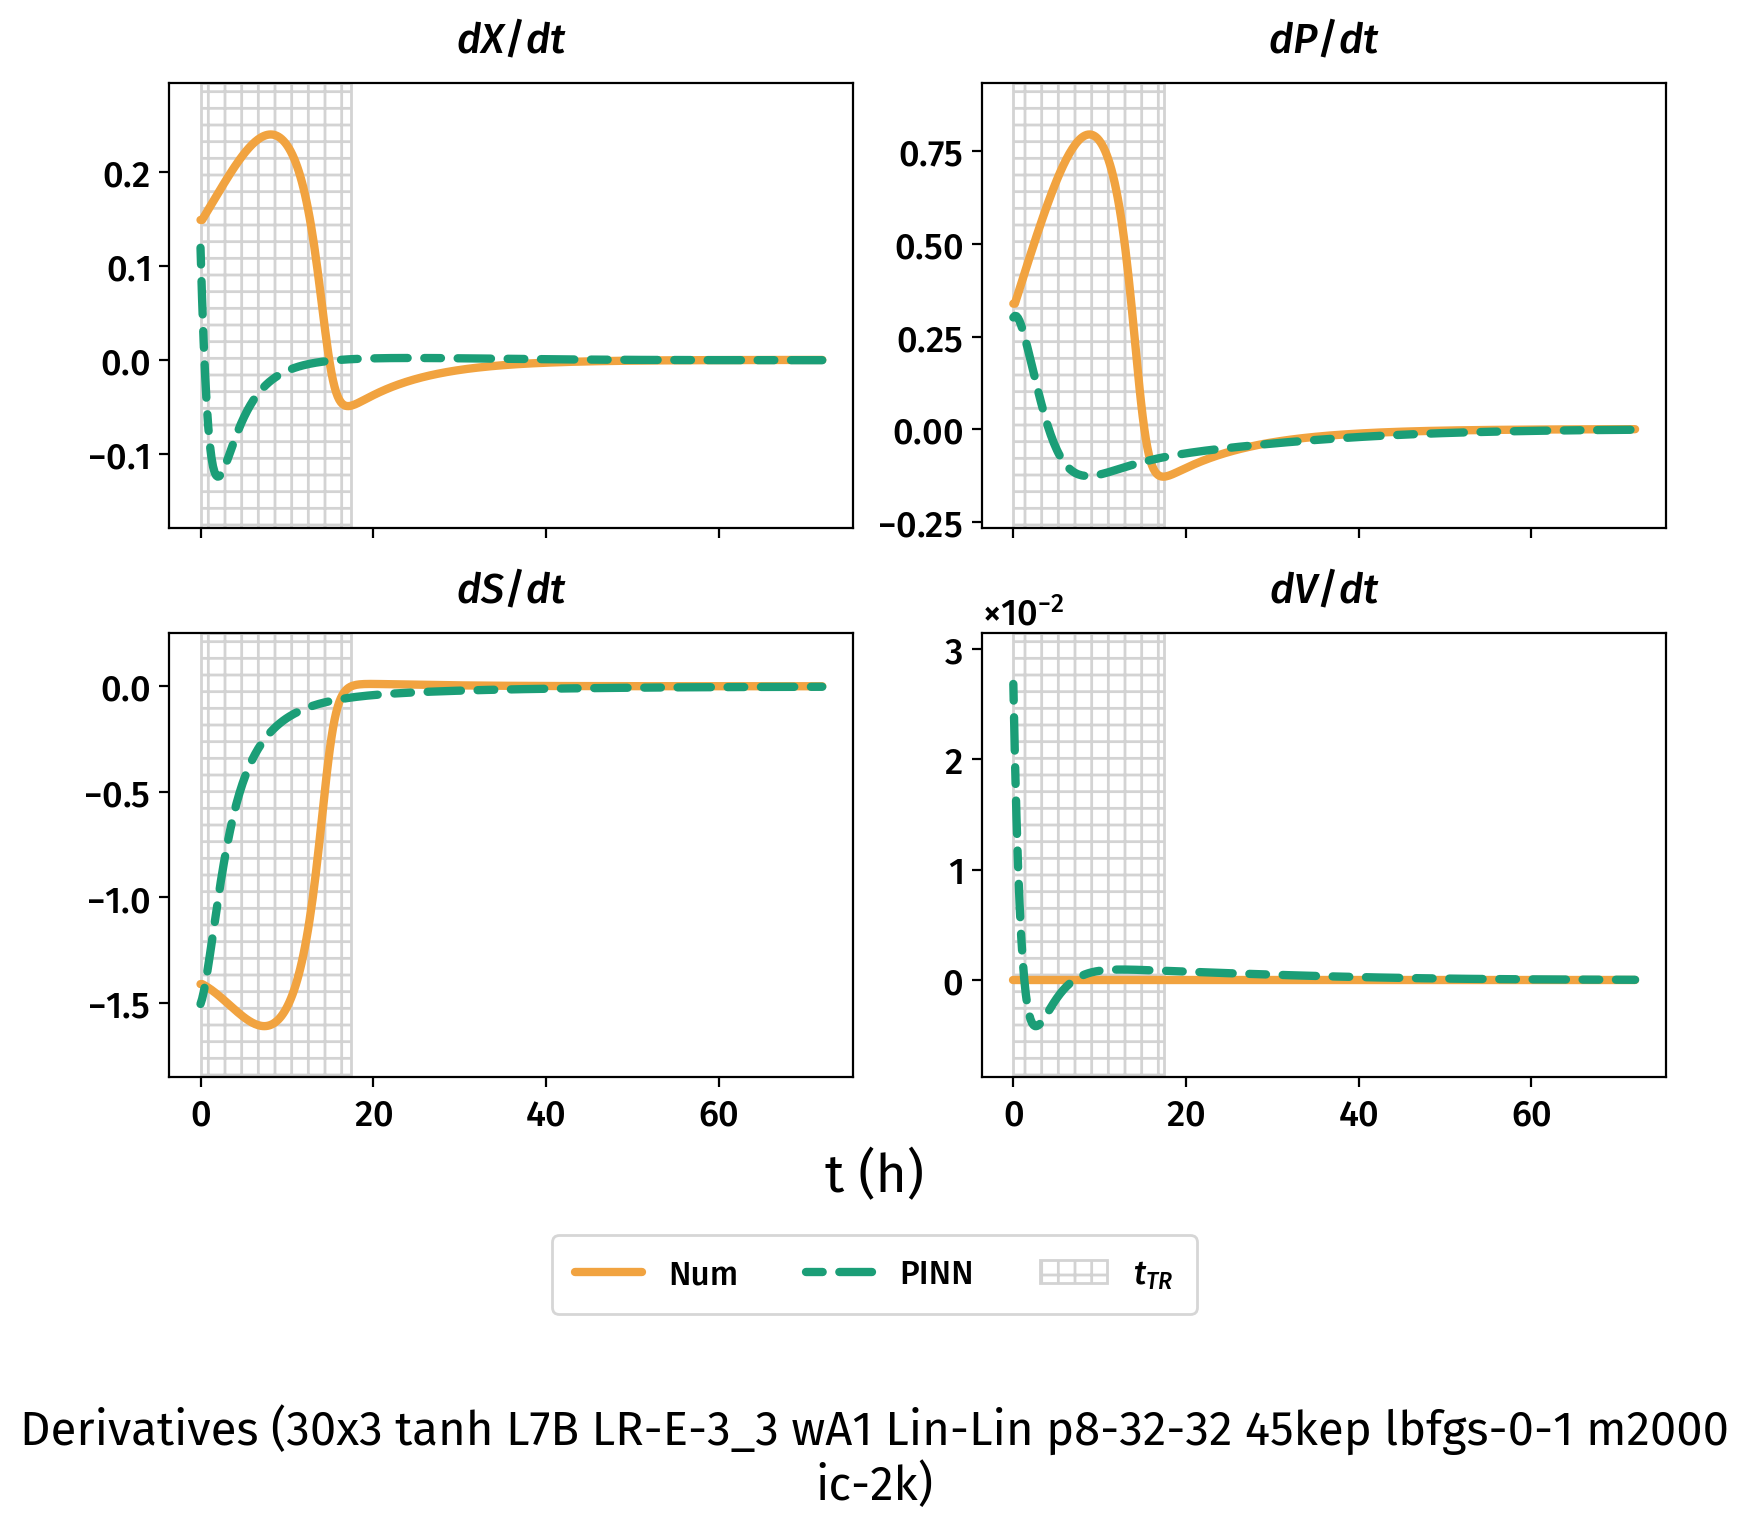 dX/dt
dP/dt
0.2
0.1
0.0
−0.1
0.75
0.50
0.25
0.00
−0.25
dS/dt
dV/dt
×10⁻²
0.0
−0.5
−1.0
−1.5
3
2
1
0
0 20 40 60
0 20 40 60
t (h)
Num PINN t_TR
Derivatives (30x3 tanh L7B LR-E-3_3 wA1 Lin-Lin p8-32-32 45kep lbfgs-0-1 m2000
ic-2k)